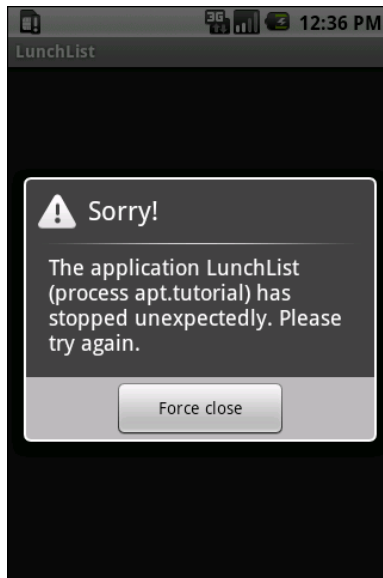 3G 12:36 PM
LunchList
Sorry!
The application LunchList
(process apt.tutorial) has
stopped unexpectedly. Please
try again.
Force close